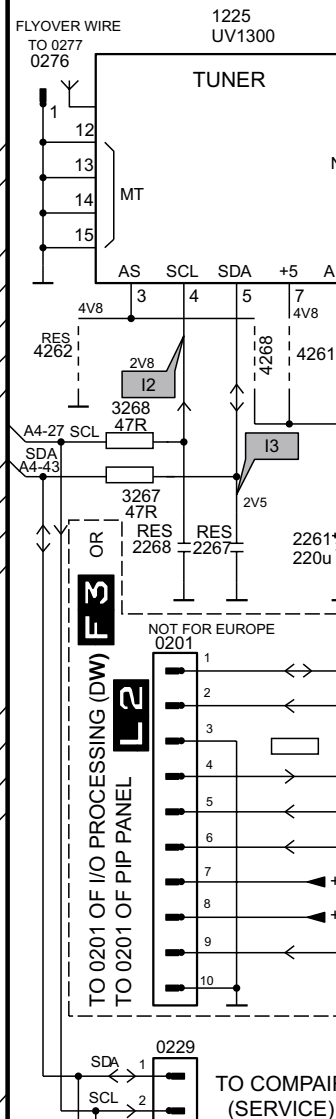 1225
UV1300
FLYOVER WIRE
TO 0277
0276
TUNER
1
12
13
14
15
MT
N
AS SCL SDA +5 A
3 4 5 7
4V8 4V8
RES
4262
2V8
I2
4268
4261
3268
47R
A4-27 SCL
I3
SDA
A4-43
3267
47R
2V5
RES
2268
RES
2267
2261*
220u
TO 0201 OF I/O PROCESSING (DW) F 3 OR
TO 0201 OF PIP PANEL L 2
NOT FOR EUROPE
0201
1
2
3
4
5
6
7 +
8 +
9
10
0229
SDA 1
SCL 2
TO COMPAIR
(SERVICE)